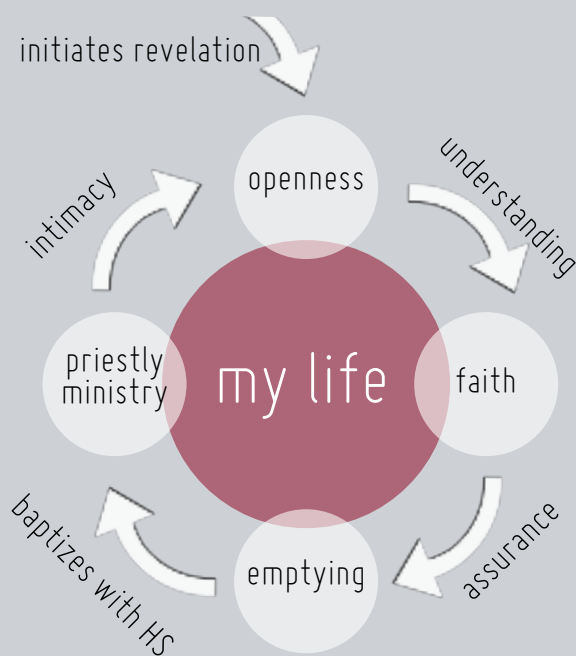 initiates revelation
openness
understanding
intimacy
priestly
ministry
my life
faith
assurance
emptying
baptizes with HS